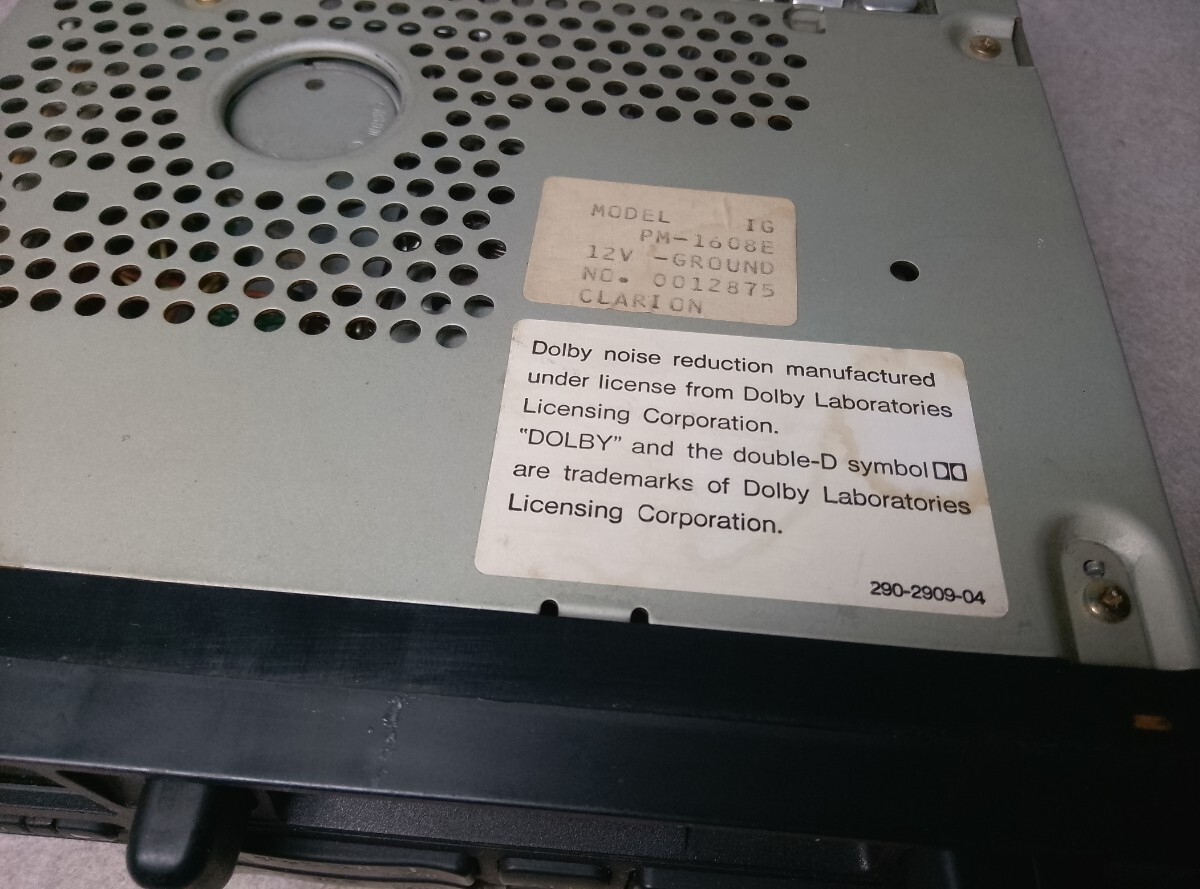 MODEL IG
PM-1608E
12V -GROUND
NO. 0012875
CLARION
Dolby noise reduction manufactured
under license from Dolby Laboratories
Licensing Corporation.
"DOLBY" and the double-D symbol
are trademarks of Dolby Laboratories
Licensing Corporation.
290-2909-04